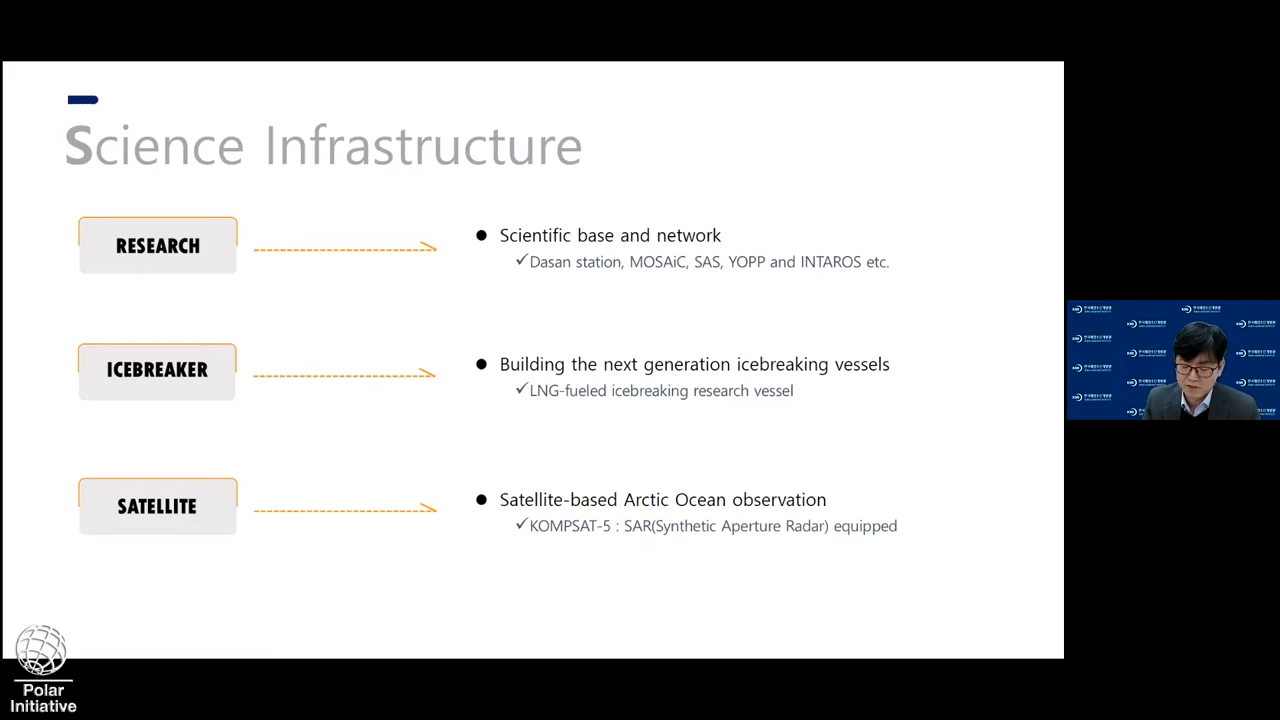 Science Infrastructure
RESEARCH
● Scientific base and network
✓Dasan station, MOSAiC, SAS, YOPP and INTAROS etc.
ICEBREAKER
● Building the next generation icebreaking vessels
✓LNG-fueled icebreaking research vessel
SATELLITE
● Satellite-based Arctic Ocean observation
✓KOMPSAT-5 : SAR(Synthetic Aperture Radar) equipped
Polar
Initiative